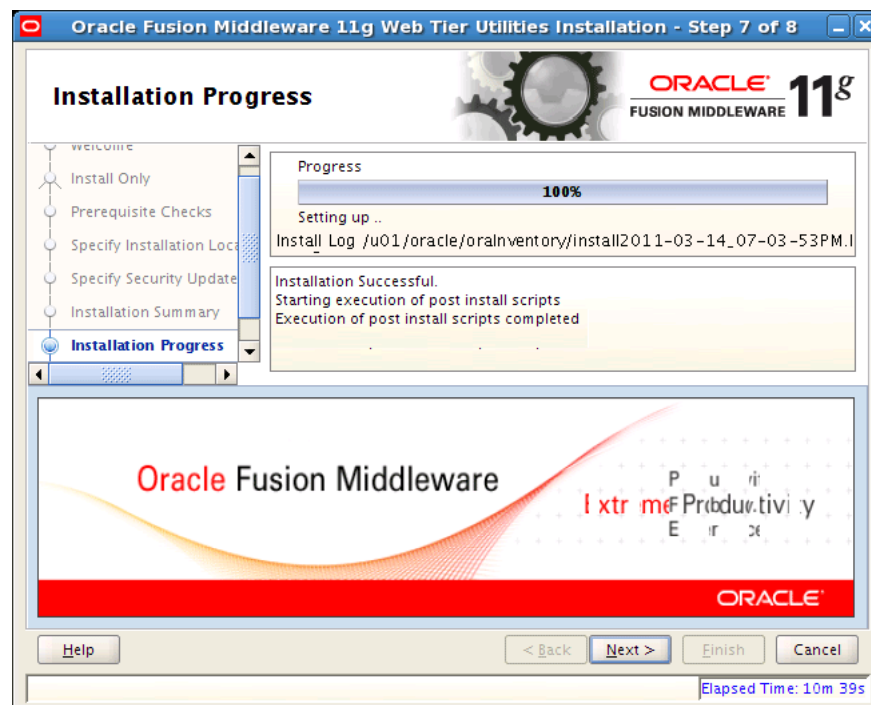 Oracle Fusion Middleware 11g Web Tier Utilities Installation - Step 7 of 8
Installation Progress
ORACLE
FUSION MIDDLEWARE 11g
Welcome
Install Only
Prerequisite Checks
Specify Installation Loca
Specify Security Update
Installation Summary
Installation Progress
Progress
100%
Setting up ..
Install Log /u01/oracle/oraInventory/install2011-03-14_07-03-53PM.l
Installation Successful.
Starting execution of post install scripts
Execution of post install scripts completed
Oracle Fusion Middleware
ORACLE
Help
< Back
Next >
Finish
Cancel
Elapsed Time: 10m 39s